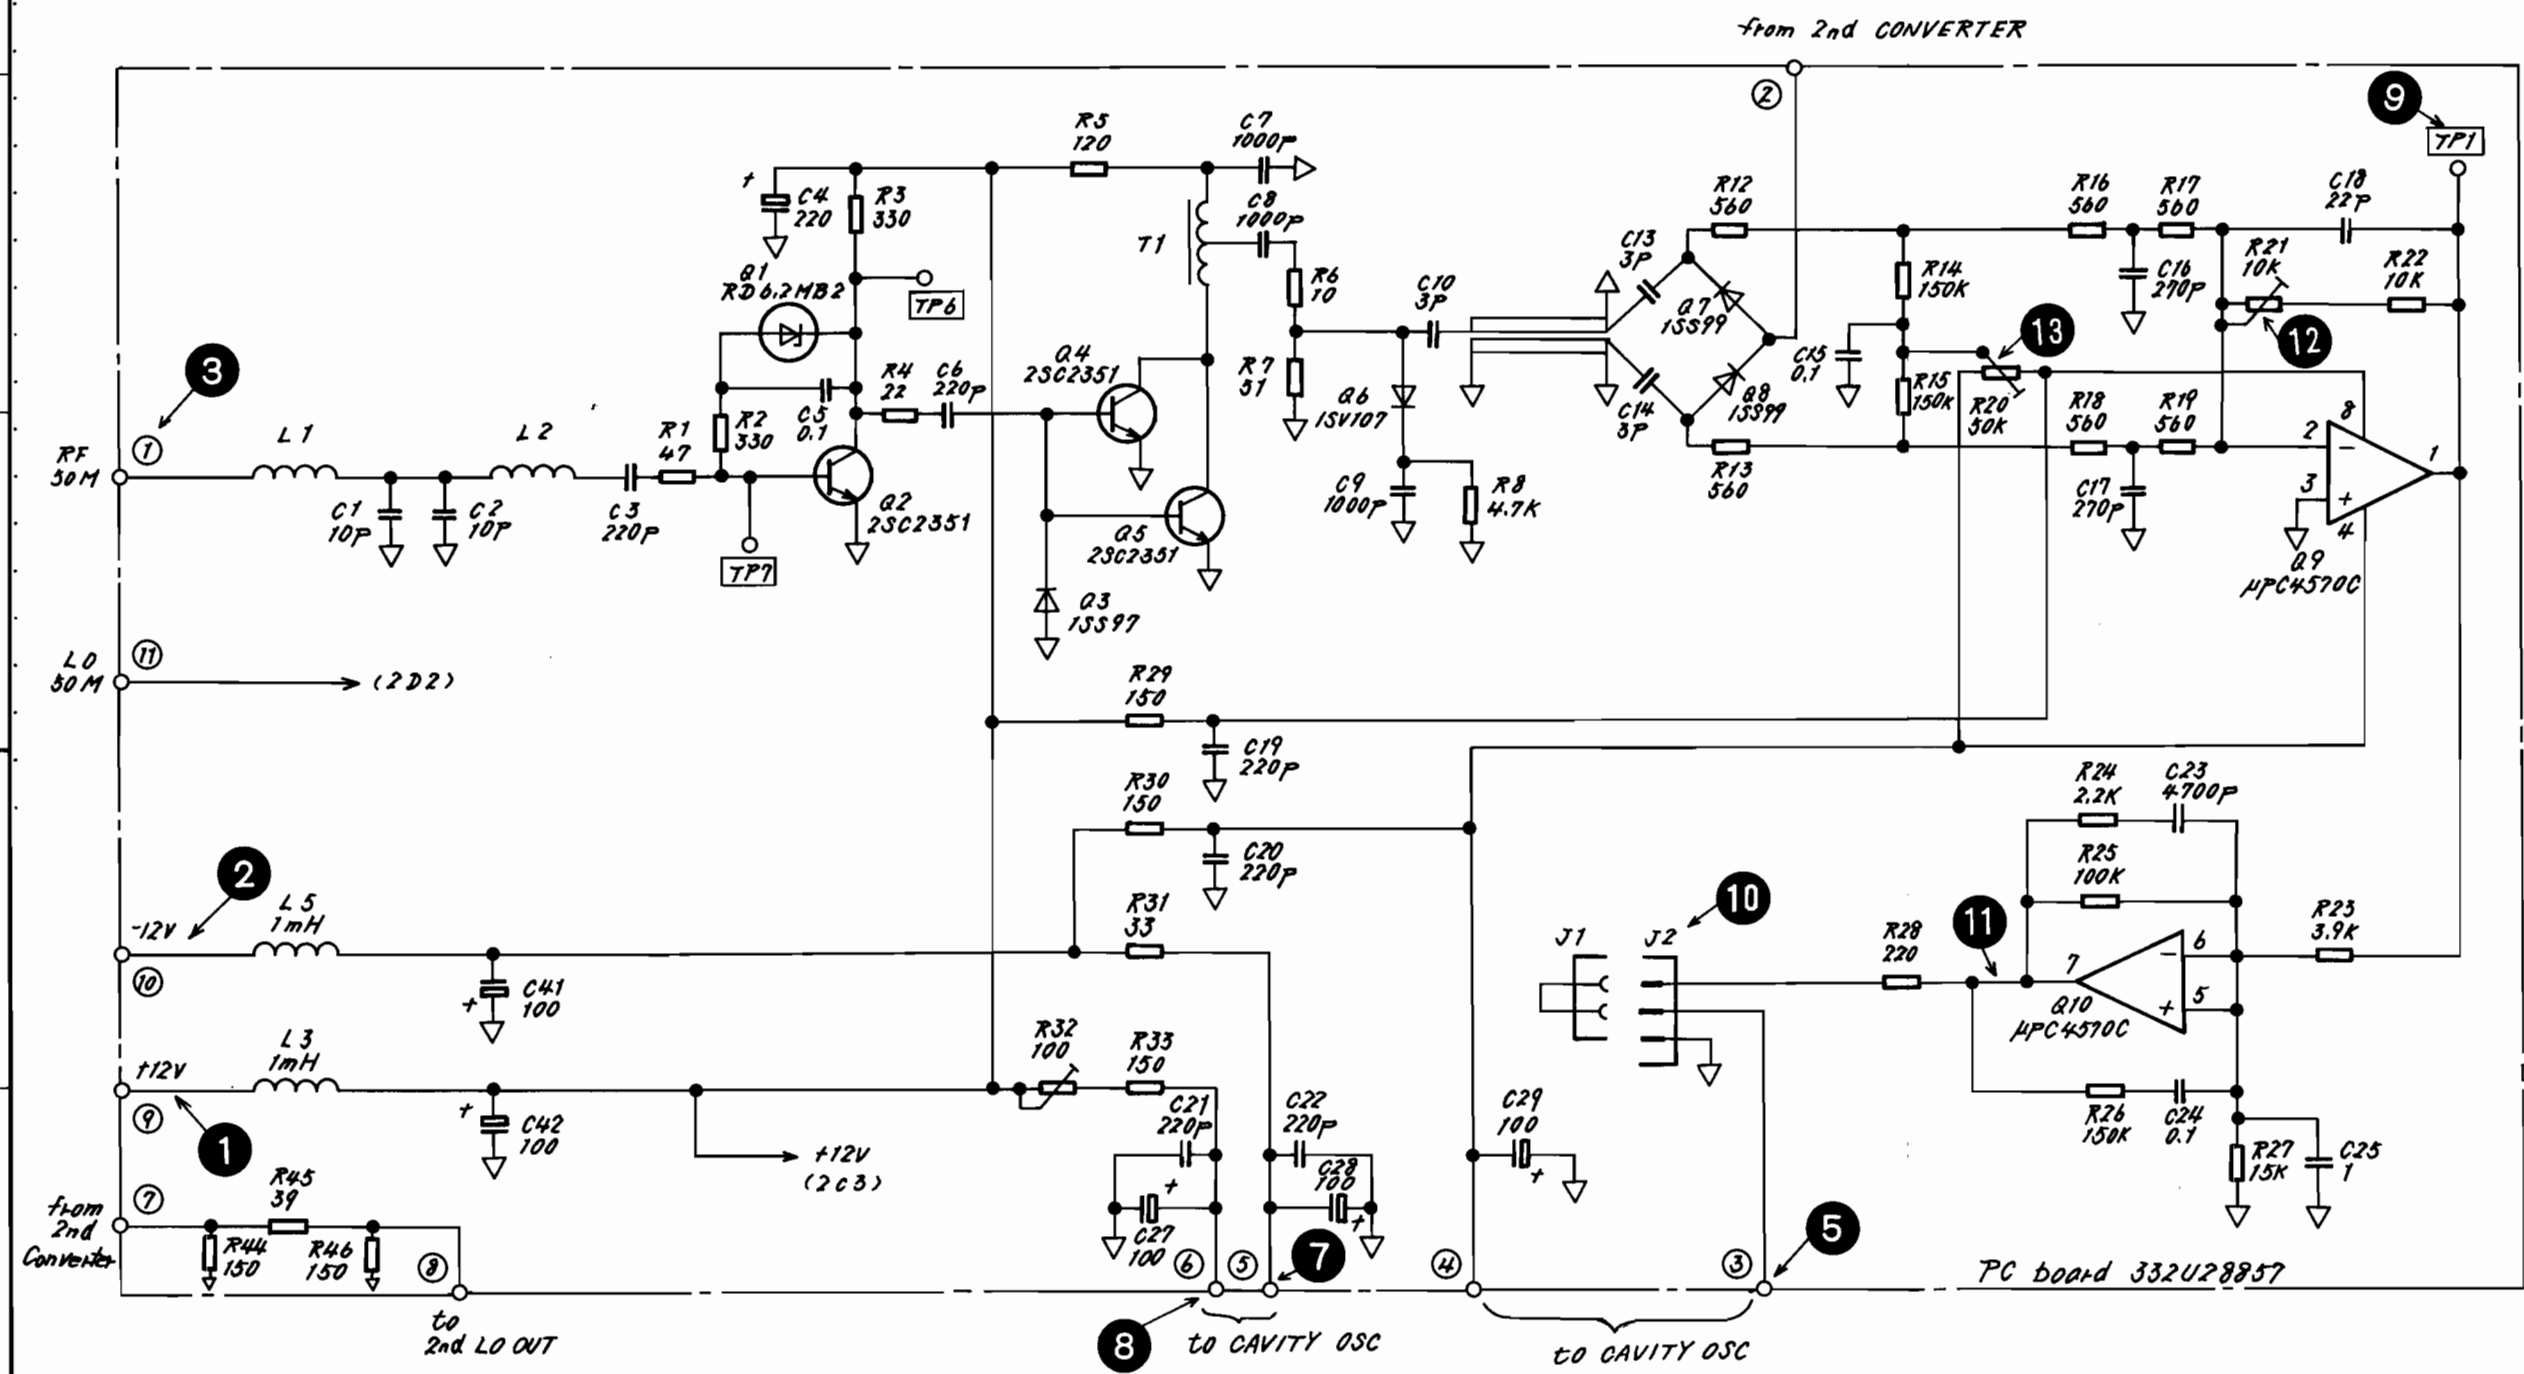 from 2nd CONVERTER
2
9
TP1
R5
120
C7
1000P
+
C4
220
R3
330
C8
1000P
T1
R12
560
R16
560
R17
560
C18
22P
Q1
RD6.2MB2
TP6
R6
10
C13
3P
C10
3P
Q7
1SS99
R14
150K
C16
270P
R21
10K
R22
10K
13
12
3
R4
22
C6
220P
Q4
2SC2351
R7
51
Q6
1SV107
C15
0.1
Q8
1SS99
C14
3P
R15
150K
R20
50K
R18
560
R19
560
8
RF
50M
1
L1
L2
R1
47
R2
330
C5
0.1
R13
560
2
-
3
+
4
1
C1
10P
C2
10P
C3
220P
Q2
2SC2351
TP7
Q5
2SC2351
C9
1000P
R8
4.7K
C17
270P
Q9
μPC4570C
Q3
1SS97
LO
50M
11
(2D2)
R29
150
C19
220P
R30
150
C20
220P
R24
2.2K
C23
4700P
R25
100K
2
-12V
10
L5
1mH
+
C41
100
R31
33
10
J1
J2
11
R28
220
7
6
-
5
+
Q10
μPC4570C
R23
3.9K
+12V
9
1
L3
1mH
+
C42
100
R32
100
R33
150
C21
220P
C22
220P
C29
100
+
R26
150K
C24
0.1
R27
15K
C25
1
+12V
(2C3)
+
C27
100
C28
100
+
from
2nd
Converter
7
R45
39
R44
150
R46
150
8
6
5
7
4
3
5
PC board 332U28857
to
2nd LO OUT
8
to CAVITY OSC
to CAVITY OSC